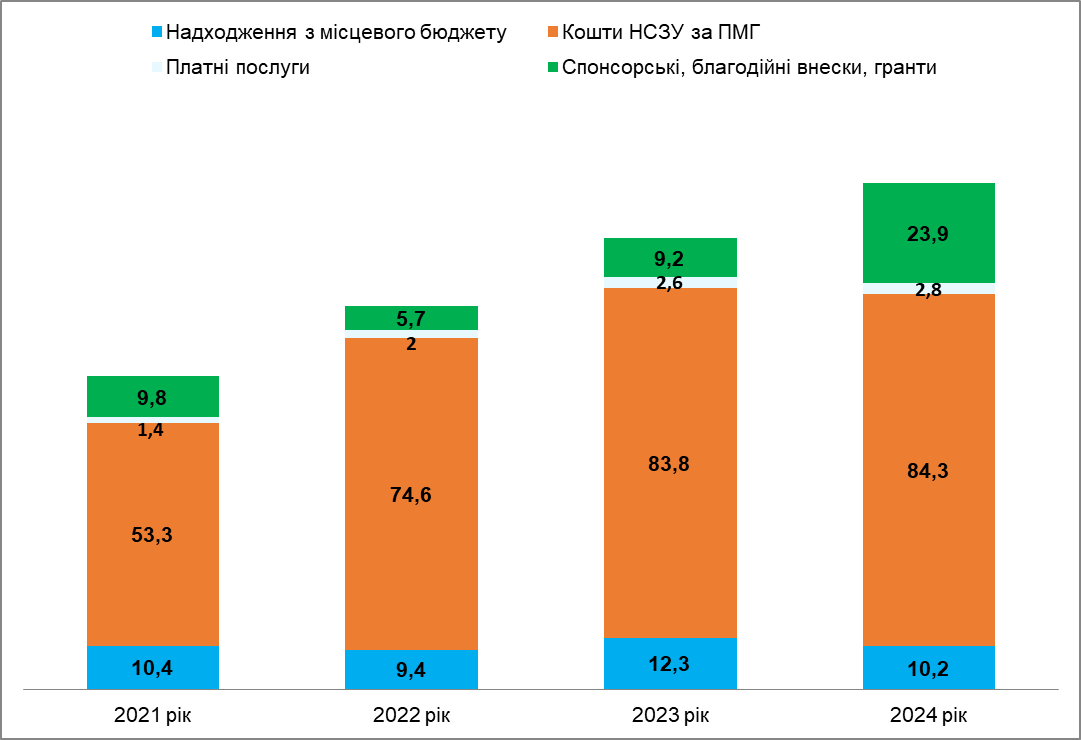 Надходження з місцевого бюджету
Кошти НСЗУ за ПМГ
Платні послуги
Спонсорські, благодійні внески, гранти
23,9
9,2
2,6
2,8
5,7
2
9,8
1,4
83,8
84,3
74,6
53,3
10,4
9,4
12,3
10,2
2021 рік
2022 рік
2023 рік
2024 рік